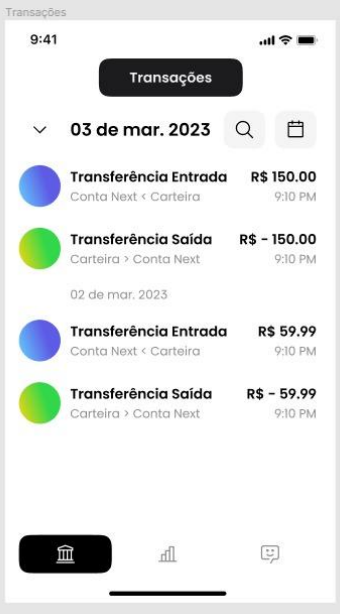 Transações
9:41
Transações
03 de mar. 2023
Transferência Entrada R$ 150.00
Conta Next < Carteira 9:10 PM
Transferência Saída R$ - 150.00
Carteira > Conta Next 9:10 PM
02 de mar. 2023
Transferência Entrada R$ 59.99
Conta Next < Carteira 9:10 PM
Transferência Saída R$ - 59.99
Carteira > Conta Next 9:10 PM